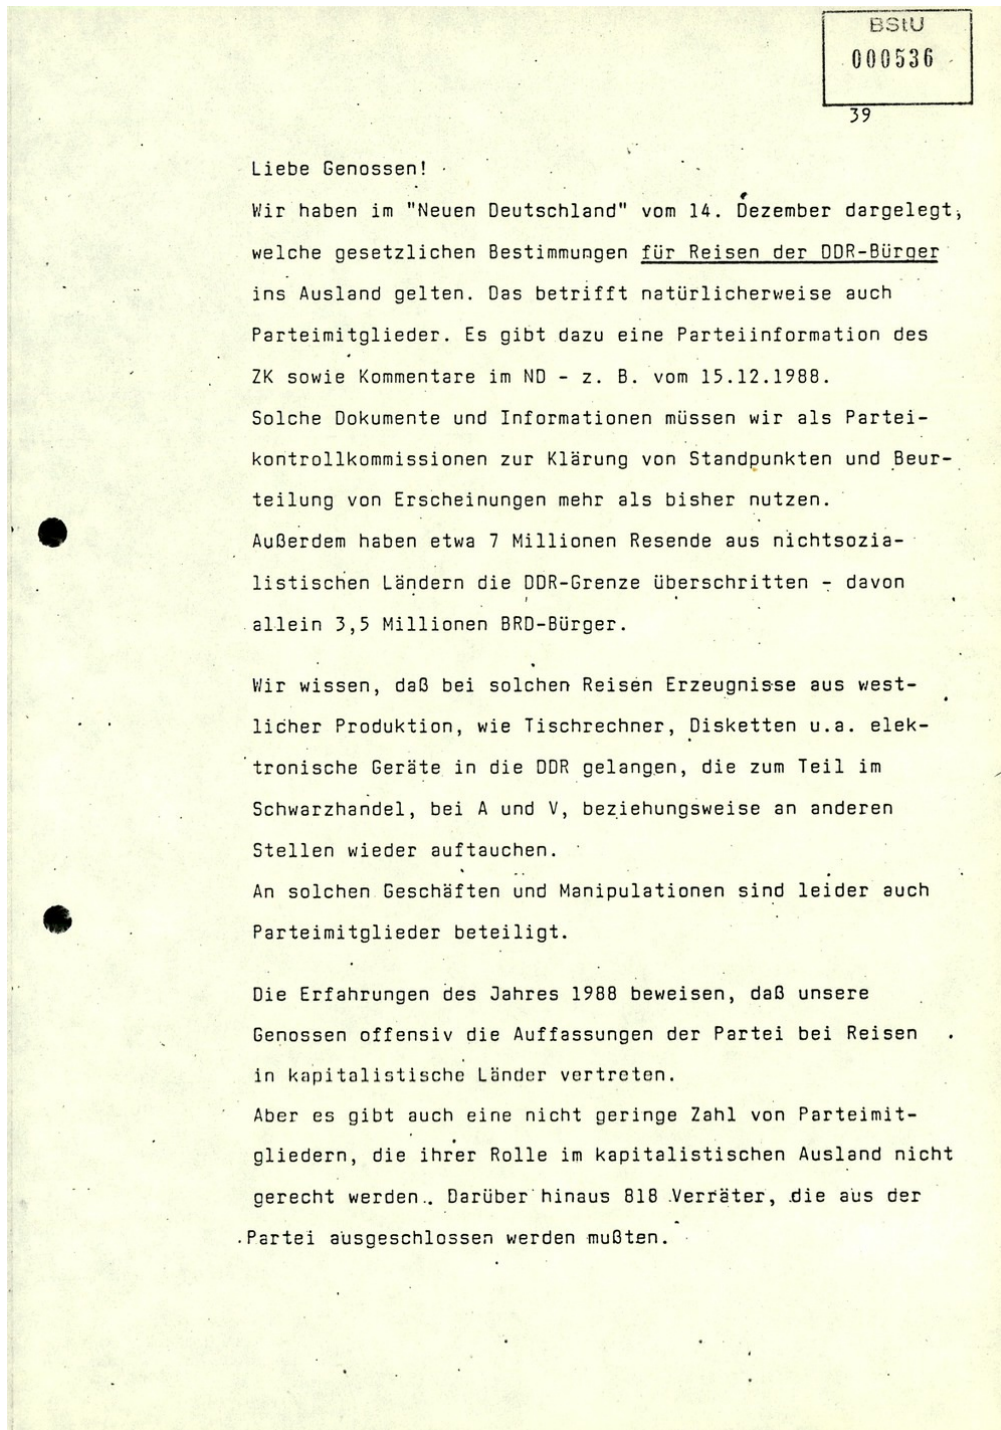 BStU
000536
39
Liebe Genossen!
Wir haben im "Neuen Deutschland" vom 14. Dezember dargelegt,
welche gesetzlichen Bestimmungen für Reisen der DDR-Bürger
ins Ausland gelten. Das betrifft natürlicherweise auch
Parteimitglieder. Es gibt dazu eine Parteiinformation des
ZK sowie Kommentare im ND - z. B. vom 15.12.1988.
Solche Dokumente und Informationen müssen wir als Partei-
kontrollkommissionen zur Klärung von Standpunkten und Beur-
teilung von Erscheinungen mehr als bisher nutzen.
Außerdem haben etwa 7 Millionen Resende aus nichtsozia-
listischen Ländern die DDR-Grenze überschritten - davon
allein 3,5 Millionen BRD-Bürger.
Wir wissen, daß bei solchen Reisen Erzeugnisse aus west-
licher Produktion, wie Tischrechner, Disketten u.a. elek-
tronische Geräte in die DDR gelangen, die zum Teil im
Schwarzhandel, bei A und V, beziehungsweise an anderen
Stellen wieder auftauchen.
An solchen Geschäften und Manipulationen sind leider auch
Parteimitglieder beteiligt.
Die Erfahrungen des Jahres 1988 beweisen, daß unsere
Genossen offensiv die Auffassungen der Partei bei Reisen
in kapitalistische Länder vertreten.
Aber es gibt auch eine nicht geringe Zahl von Parteimit-
gliedern, die ihrer Rolle im kapitalistischen Ausland nicht
gerecht werden. Darüber hinaus 818 Verräter, die aus der
Partei ausgeschlossen werden mußten.